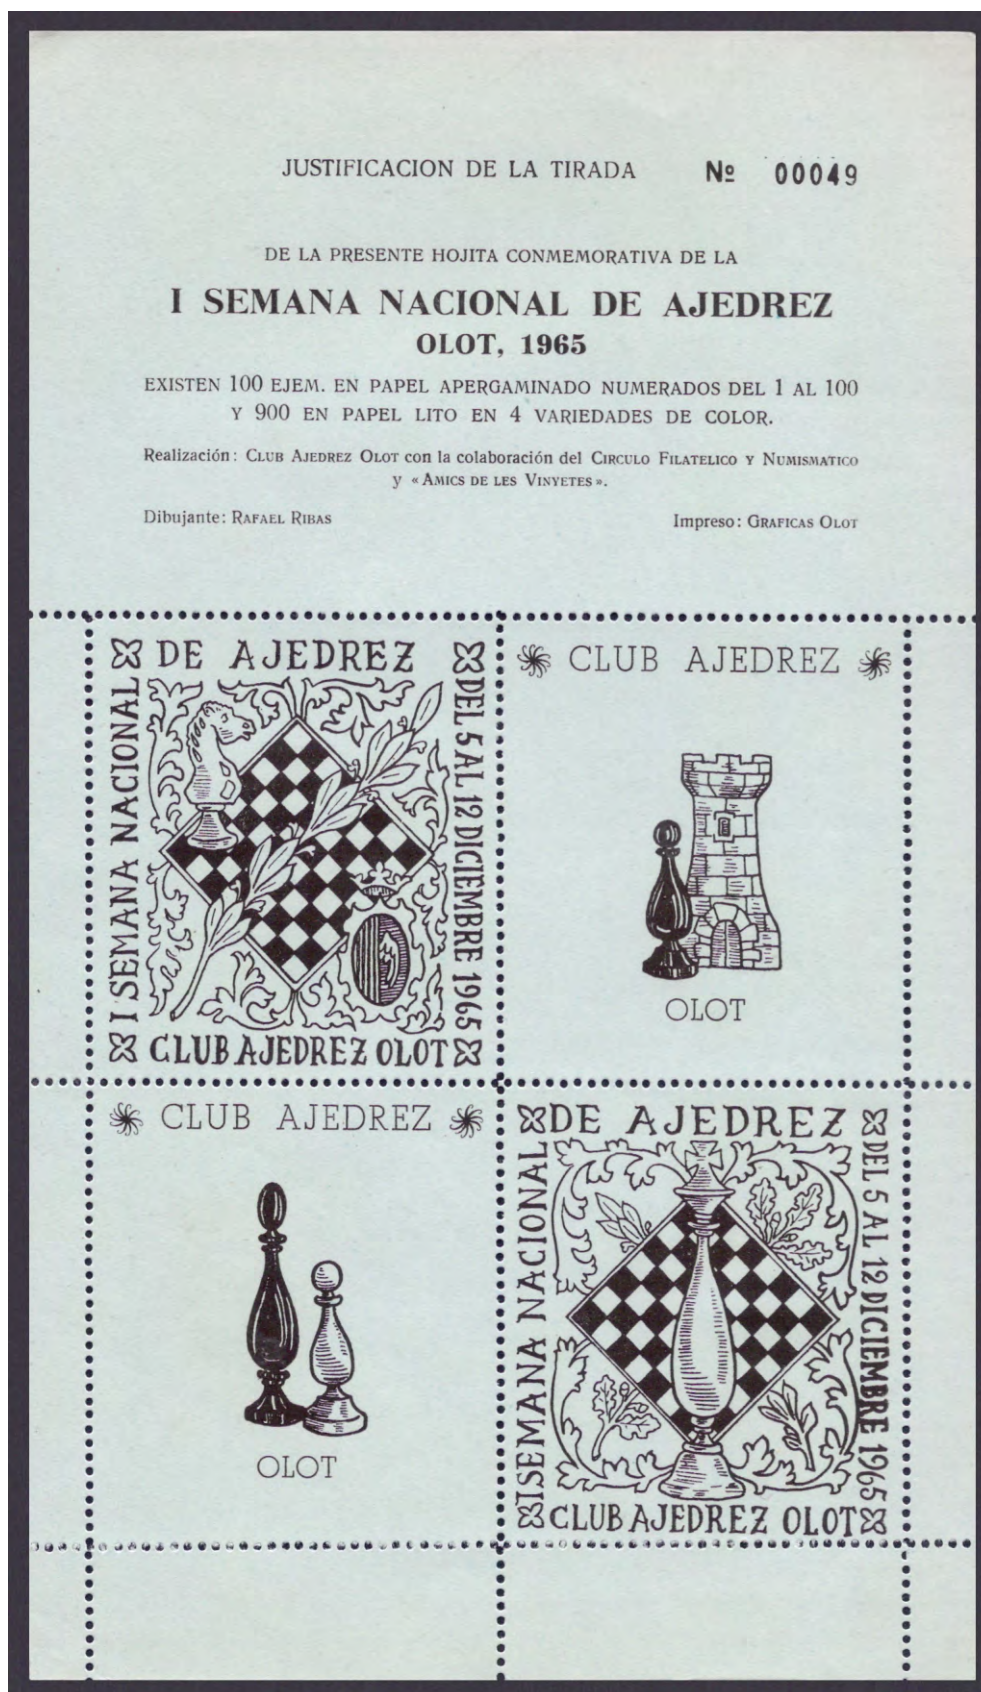 JUSTIFICACION DE LA TIRADA Nº 00049
DE LA PRESENTE HOJITA CONMEMORATIVA DE LA
I SEMANA NACIONAL DE AJEDREZ
OLOT, 1965
EXISTEN 100 EJEM. EN PAPEL APERGAMINADO NUMERADOS DEL 1 AL 100
Y 900 EN PAPEL LITO EN 4 VARIEDADES DE COLOR.
Realización: CLUB AJEDREZ OLOT con la colaboración del CIRCULO FILATELICO Y NUMISMATICO
y «AMICS DE LES VINYETES».
Dibujante: RAFAEL RIBAS Impreso: GRAFICAS OLOT
I SEMANA NACIONAL
DE AJEDREZ
DEL 5 AL 12 DICIEMBRE 1965
CLUB AJEDREZ OLOT
CLUB AJEDREZ
OLOT
CLUB AJEDREZ
OLOT
I SEMANA NACIONAL
DE AJEDREZ
DEL 5 AL 12 DICIEMBRE 1965
CLUB AJEDREZ OLOT